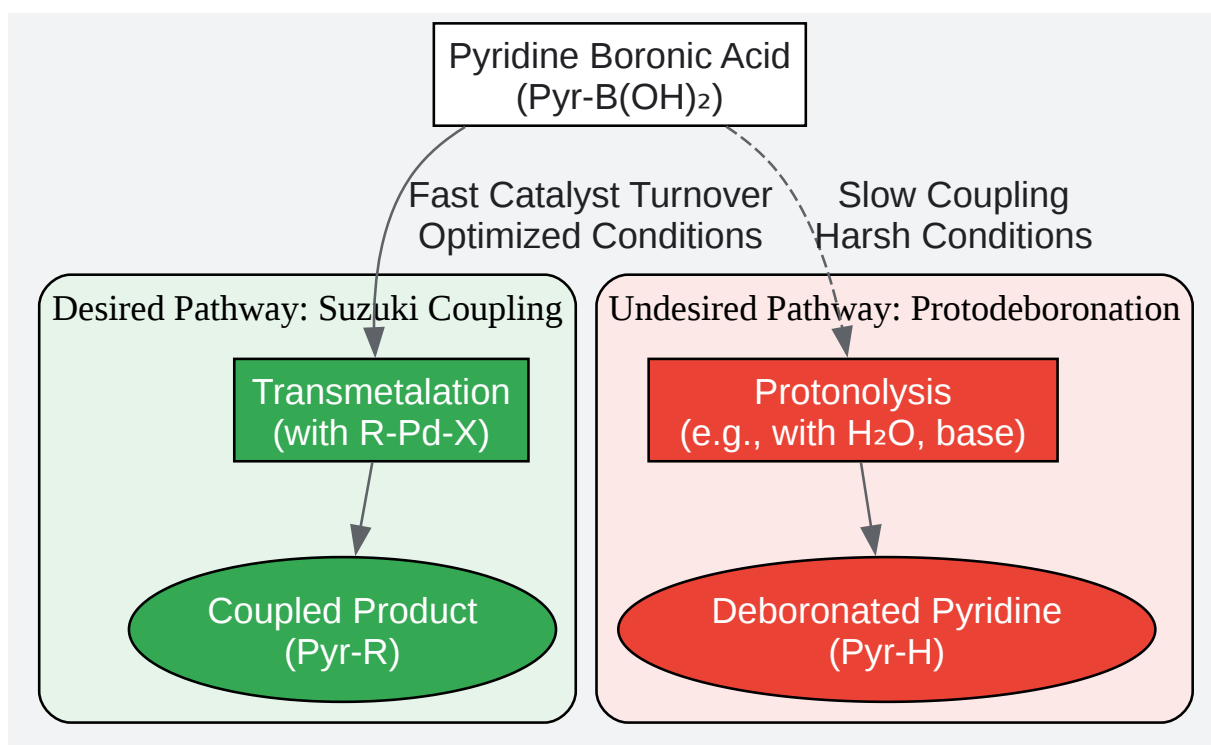 Pyridine Boronic Acid
(Pyr-B(OH)₂)
Fast Catalyst Turnover
Optimized Conditions
Slow Coupling
Harsh Conditions
Desired Pathway: Suzuki Coupling
Undesired Pathway: Protodeboronation
Transmetalation
(with R-Pd-X)
Protonolysis
(e.g., with H₂O, base)
Coupled Product
(Pyr-R)
Deboronated Pyridine
(Pyr-H)